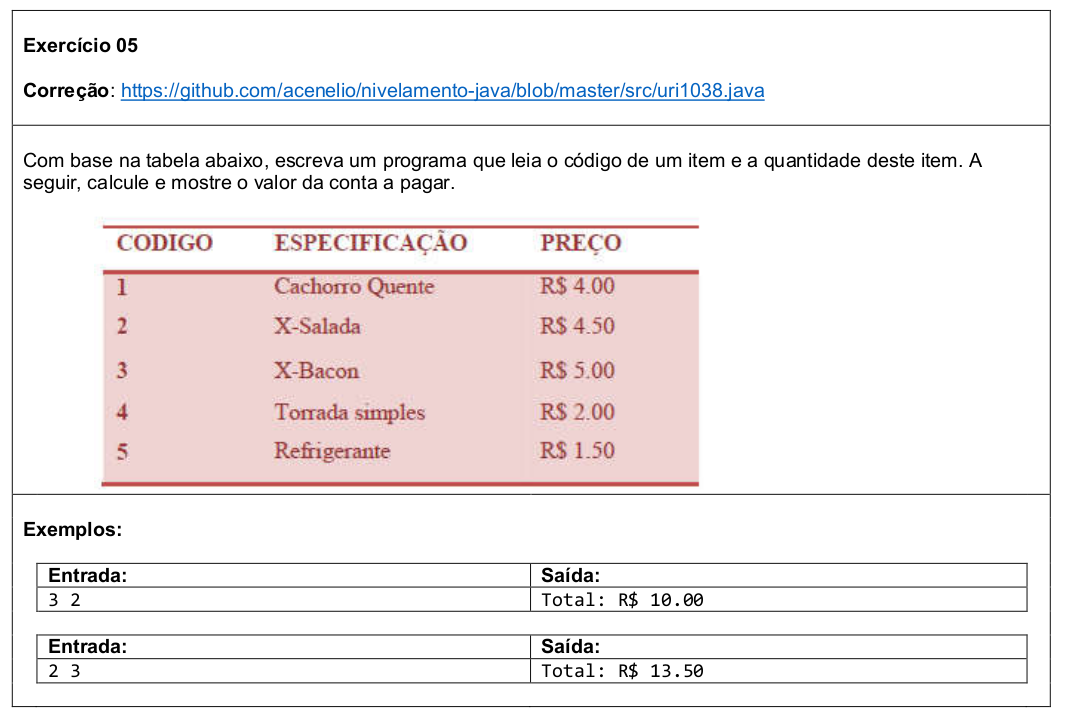 Exercício 05
Correção: https://github.com/acenelio/nivelamento-java/blob/master/src/uri1038.java
Com base na tabela abaixo, escreva um programa que leia o código de um item e a quantidade deste item. A
seguir, calcule e mostre o valor da conta a pagar.
CODIGO ESPECIFICAÇÃO PREÇO
1 Cachorro Quente R$ 4.00
2 X-Salada R$ 4.50
3 X-Bacon R$ 5.00
4 Torrada simples R$ 2.00
5 Refrigerante R$ 1.50
Exemplos:
Entrada: Saída:
3 2 Total: R$ 10.00
Entrada: Saída:
2 3 Total: R$ 13.50